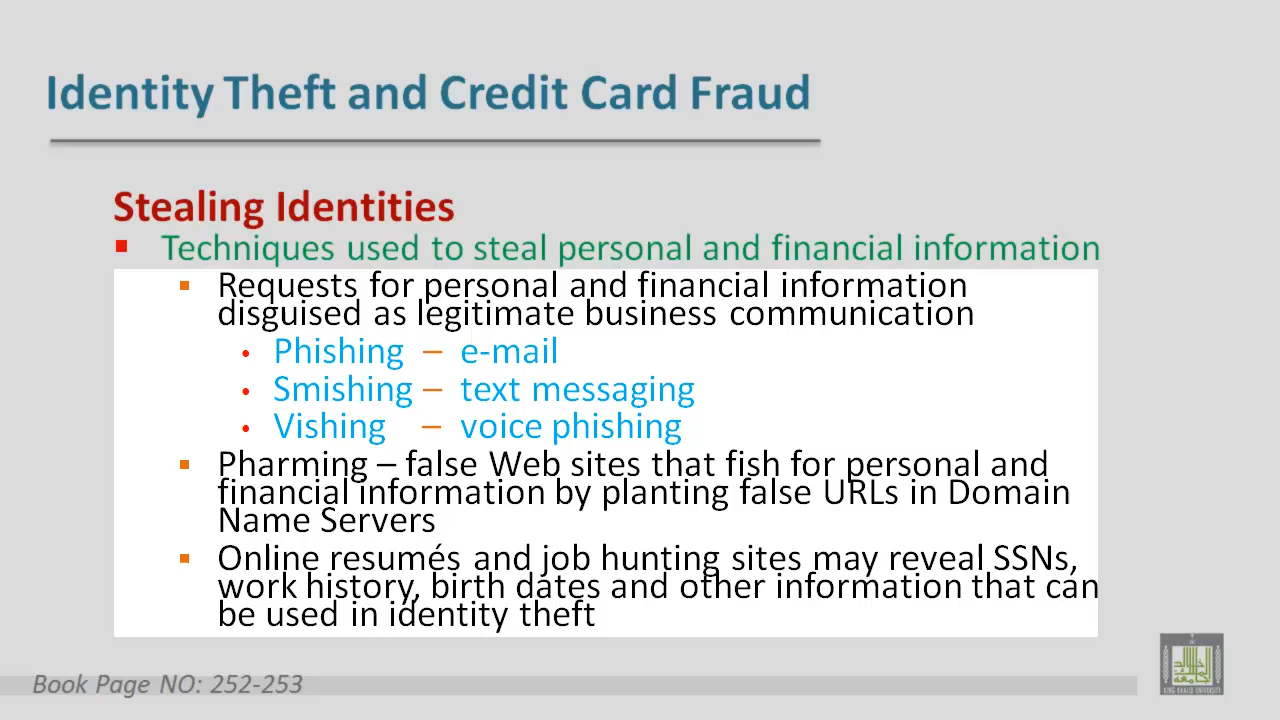 Identity Theft and Credit Card Fraud
Stealing Identities
▪ Techniques used to steal personal and financial information
▪ Requests for personal and financial information
disguised as legitimate business communication
• Phishing – e-mail
• Smishing – text messaging
• Vishing – voice phishing
▪ Pharming – false Web sites that fish for personal and
financial information by planting false URLs in Domain
Name Servers
▪ Online resumés and job hunting sites may reveal SSNs,
work history, birth dates and other information that can
be used in identity theft
Book Page NO: 252-253
KING KHALID UNIVERSITY